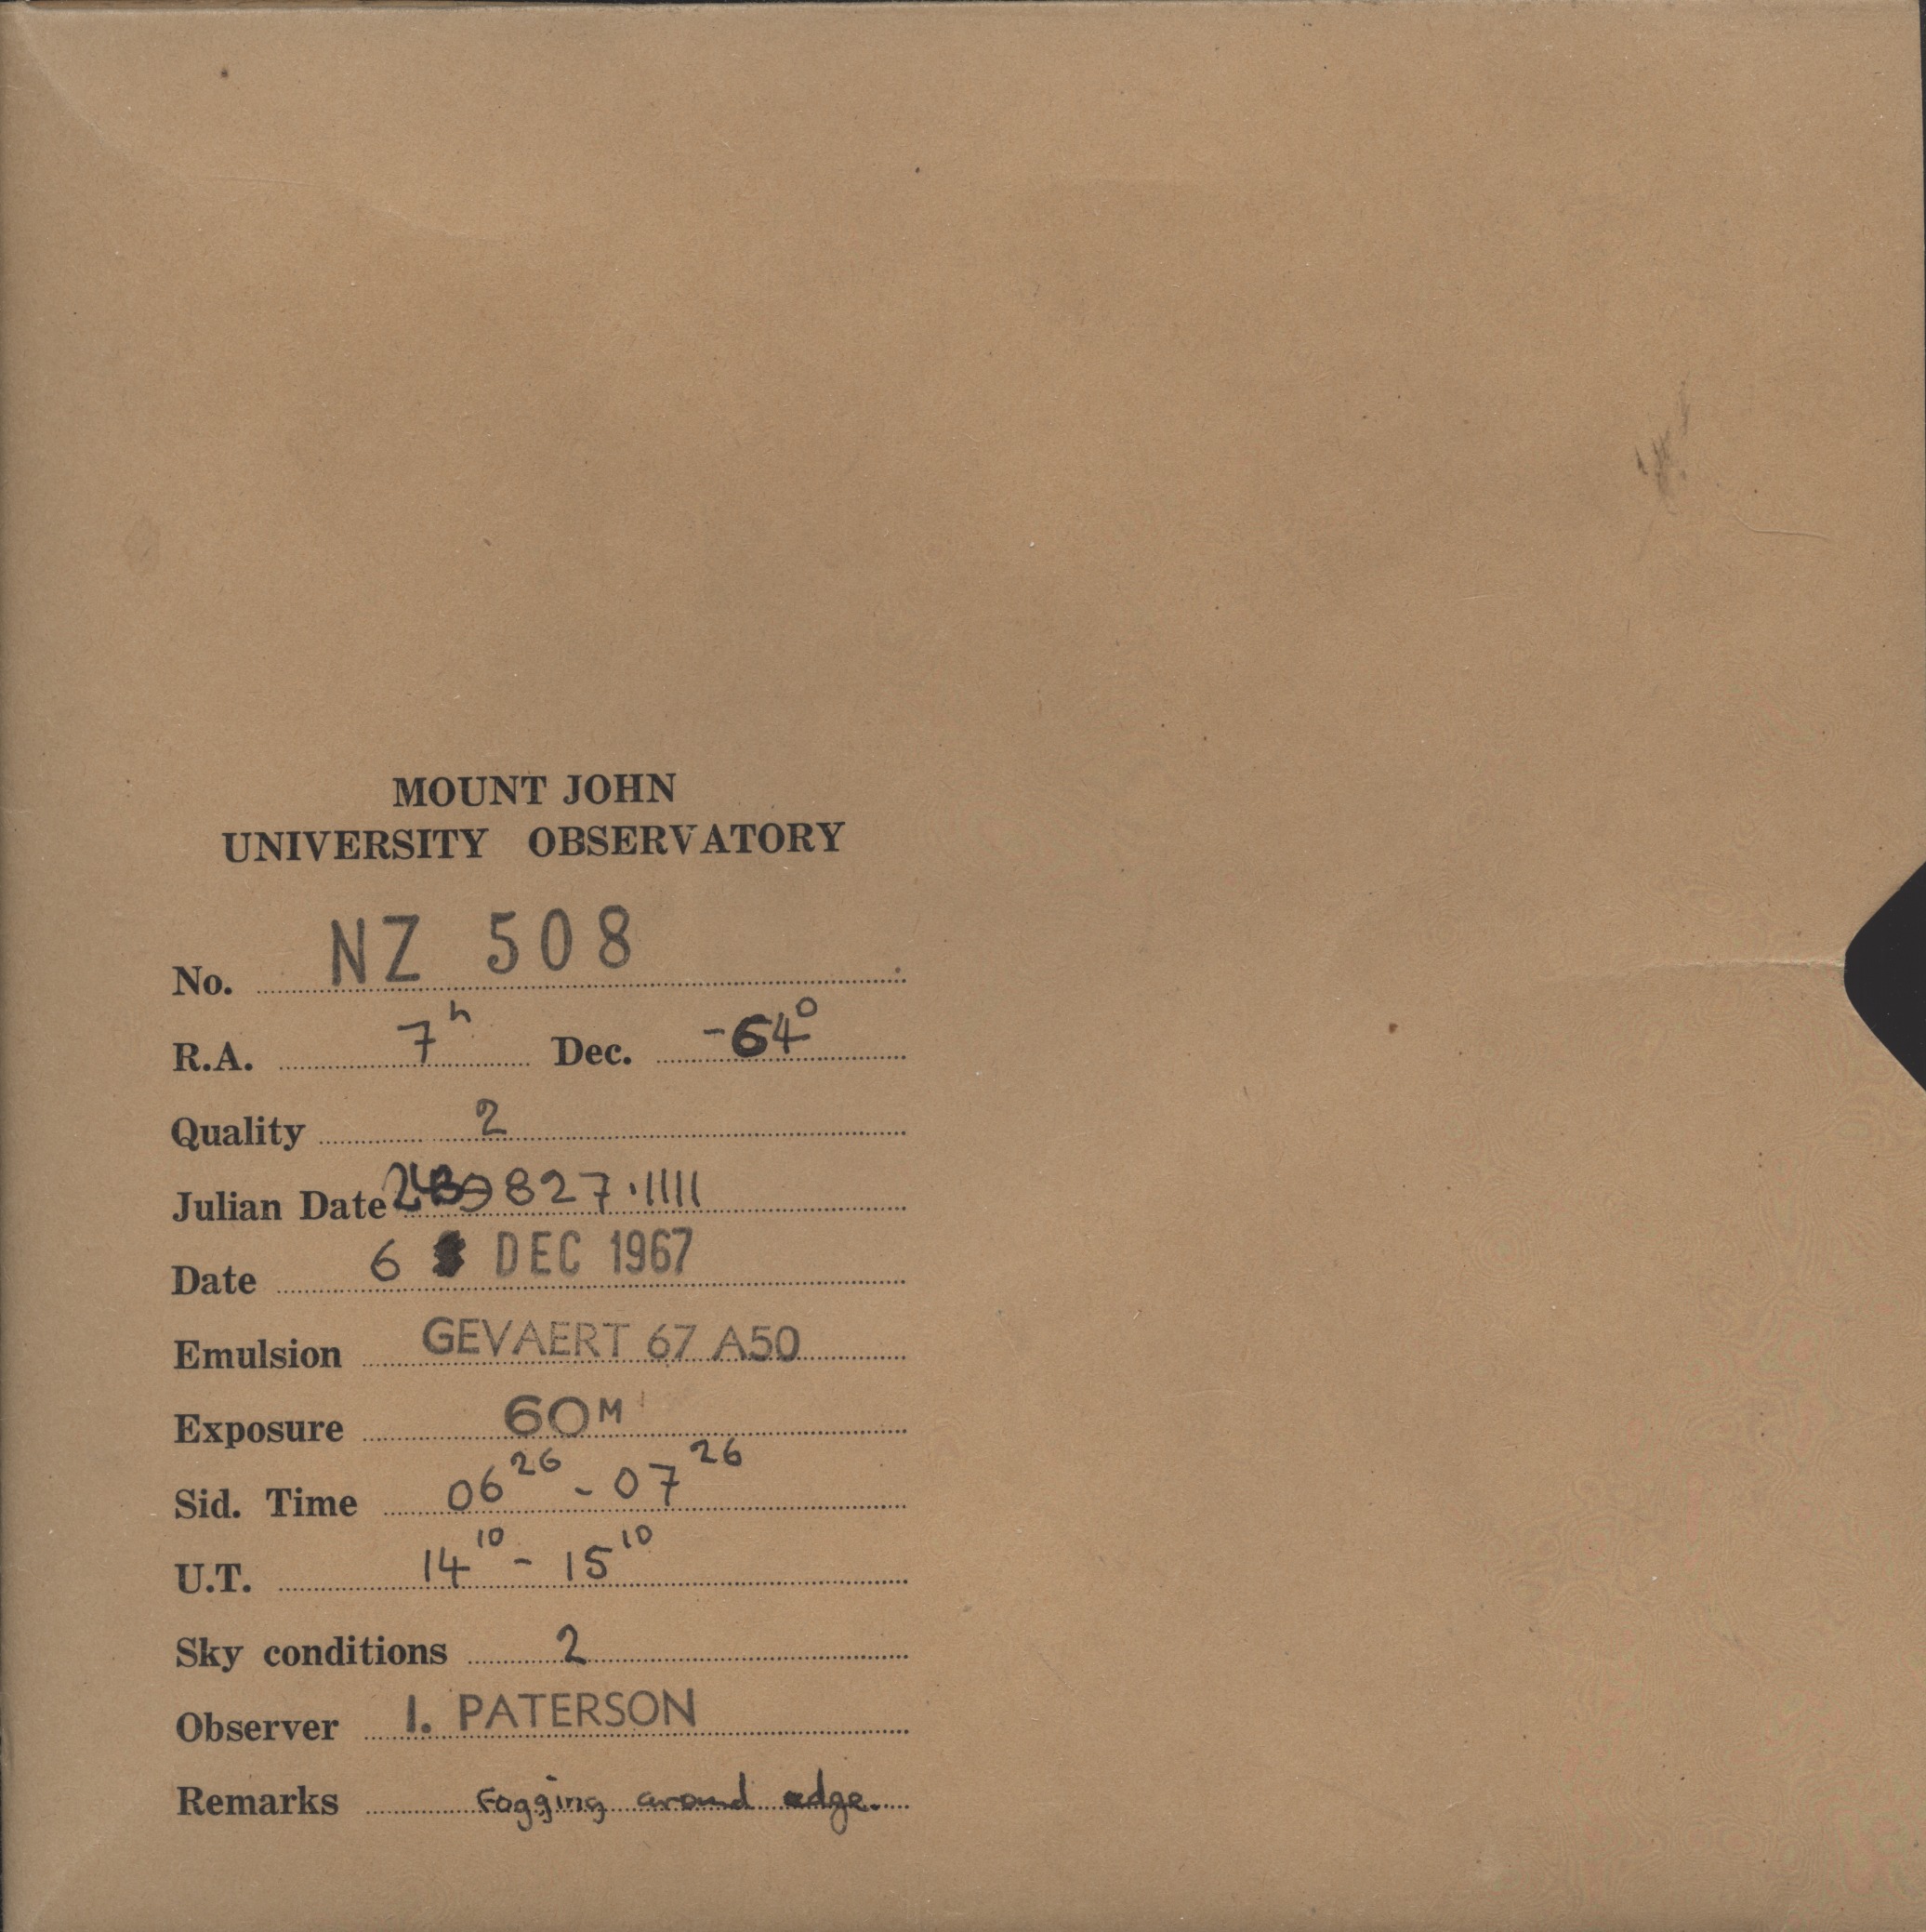 MOUNT JOHN
UNIVERSITY OBSERVATORY
No. NZ 508
R.A. 7h Dec. -64°
Quality 2
Julian Date 2439827.1111
Date 6 DEC 1967
Emulsion GEVAERT 67 A50
Exposure 60M
Sid. Time 06 26 - 07 26
U.T. 14 10 - 15 10
Sky conditions 2
Observer I. PATERSON
Remarks Fogging around edge.